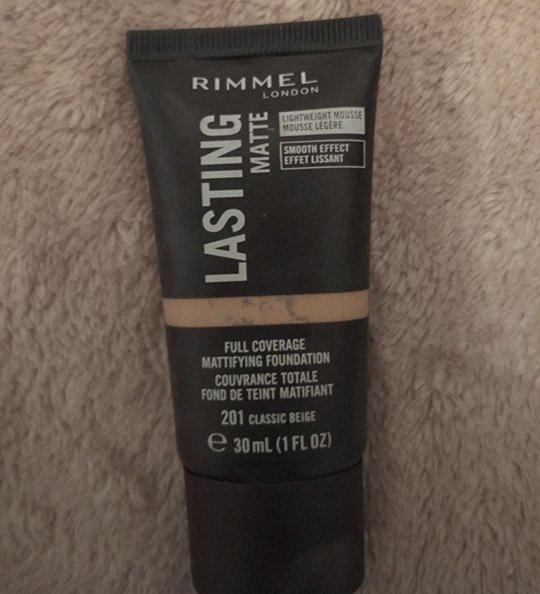 RIMMEL
LONDON
LASTING
MATTE
LIGHTWEIGHT MOUSSE
MOUSSE LÉGÈRE
SMOOTH EFFECT
EFFET LISSANT
FULL COVERAGE
MATTIFYING FOUNDATION
COUVRANCE TOTALE
FOND DE TEINT MATIFIANT
201 CLASSIC BEIGE
℮ 30 mL (1 FL OZ)